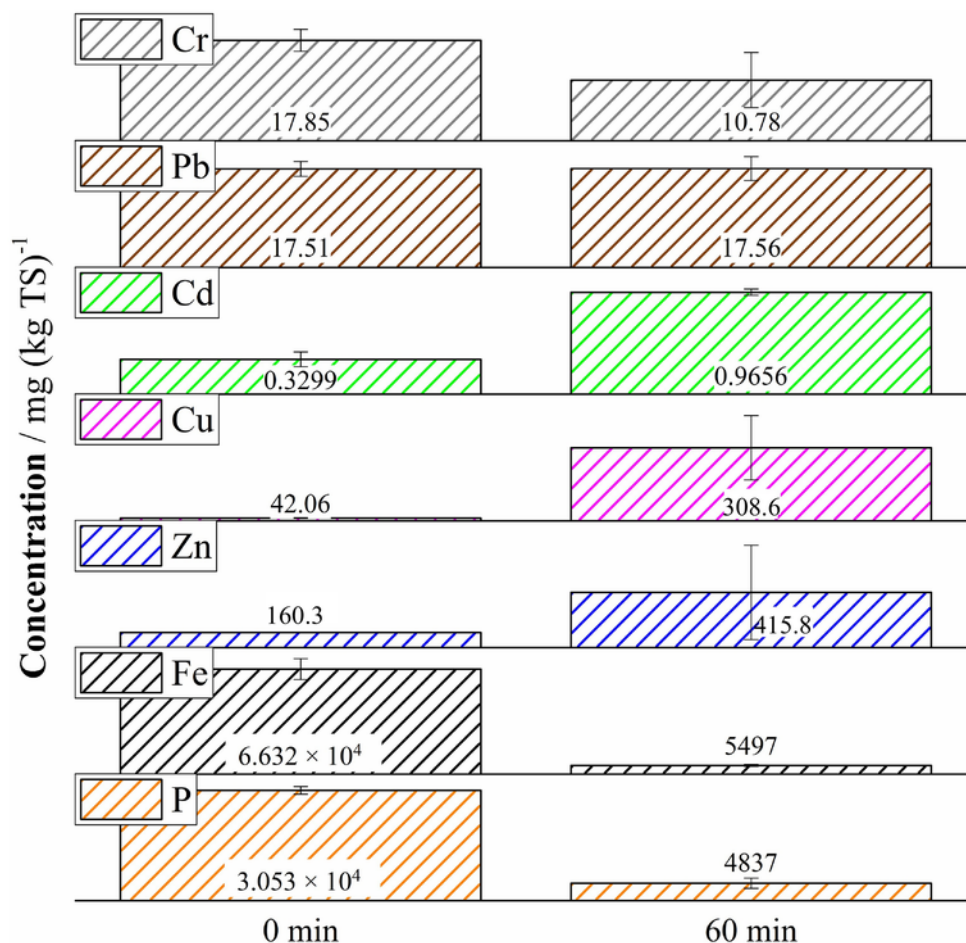 Concentration / mg (kg TS)⁻¹
Cr
17.85
10.78
Pb
17.51
17.56
Cd
0.3299
0.9656
Cu
42.06
308.6
Zn
160.3
415.8
Fe
6.632 × 10⁴
5497
P
3.053 × 10⁴
4837
0 min
60 min